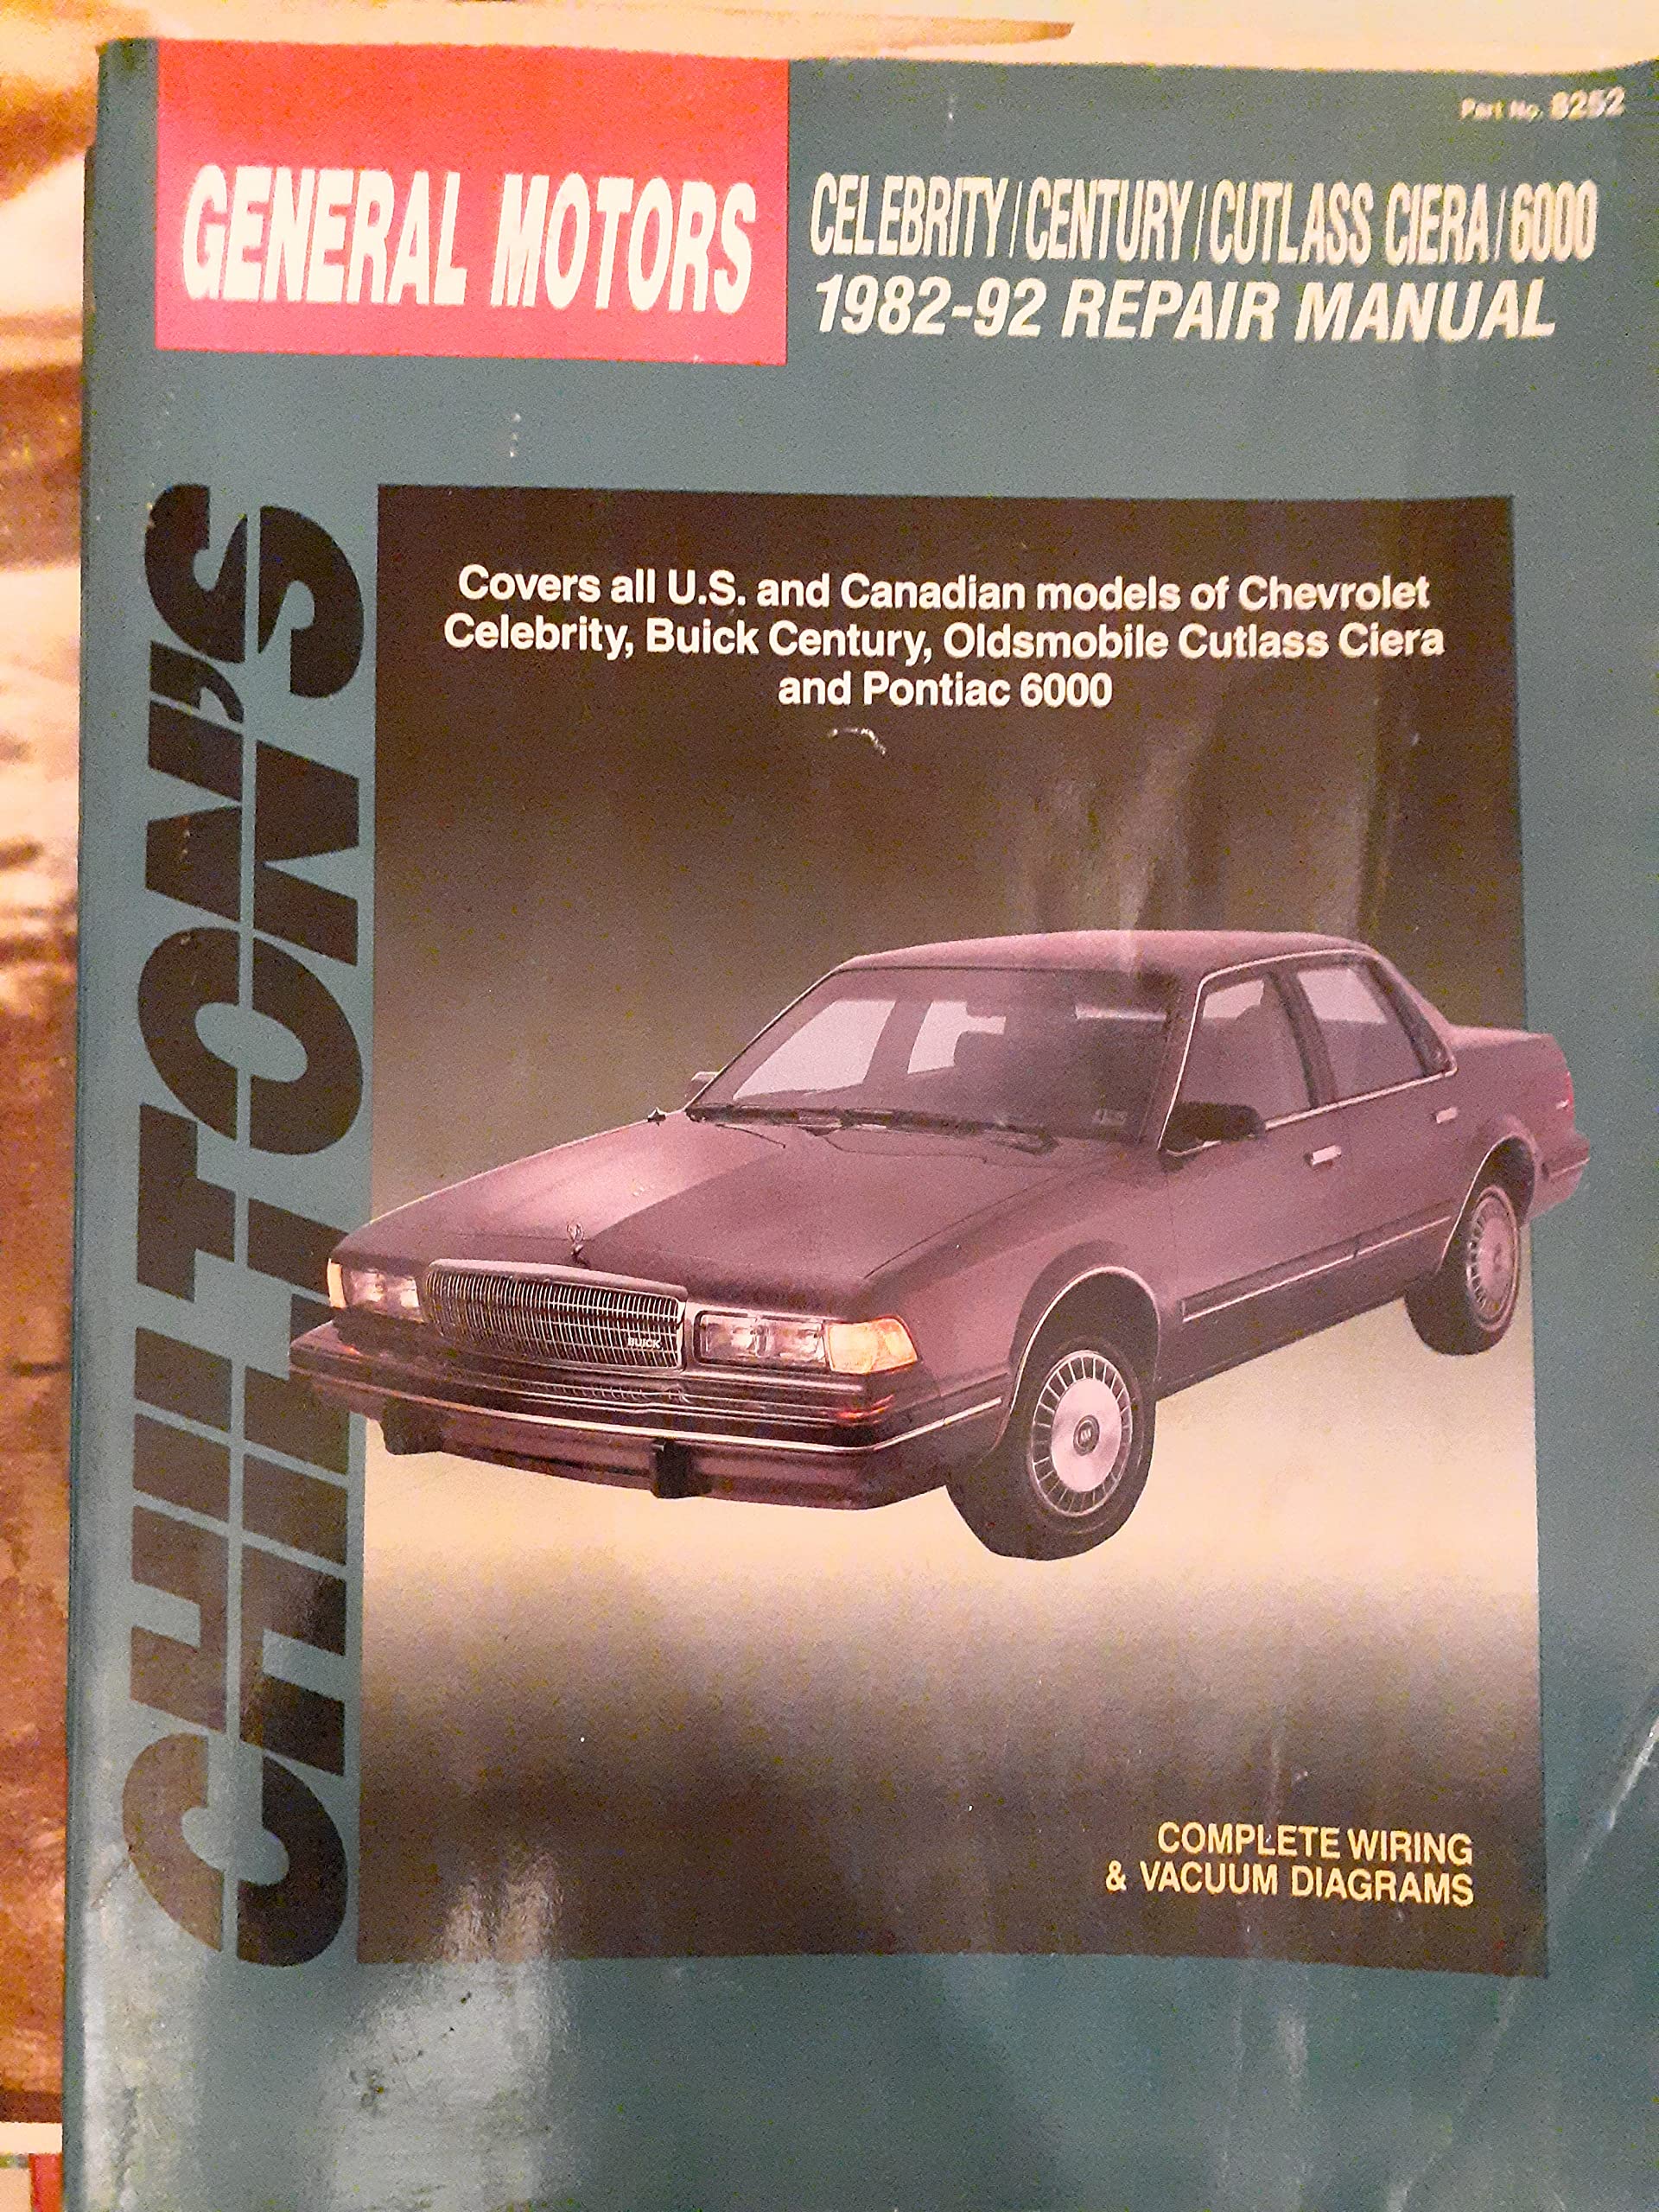 Part No. 8252
GENERAL MOTORS
CELEBRITY/CENTURY/CUTLASS CIERA/6000
1982-92 REPAIR MANUAL
CHILTON'S
Covers all U.S. and Canadian models of Chevrolet
Celebrity, Buick Century, Oldsmobile Cutlass Ciera
and Pontiac 6000
BUICK
COMPLETE WIRING
& VACUUM DIAGRAMS